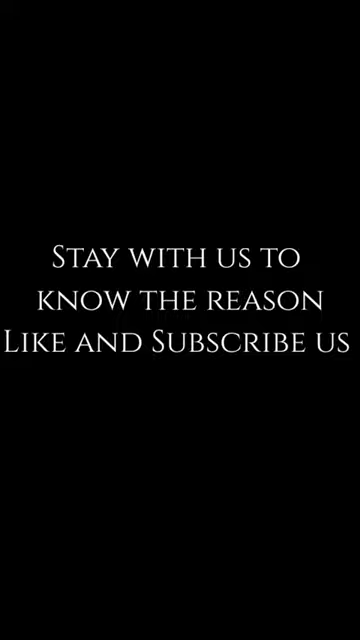 Stay with us to
know the reason
Like and Subscribe us